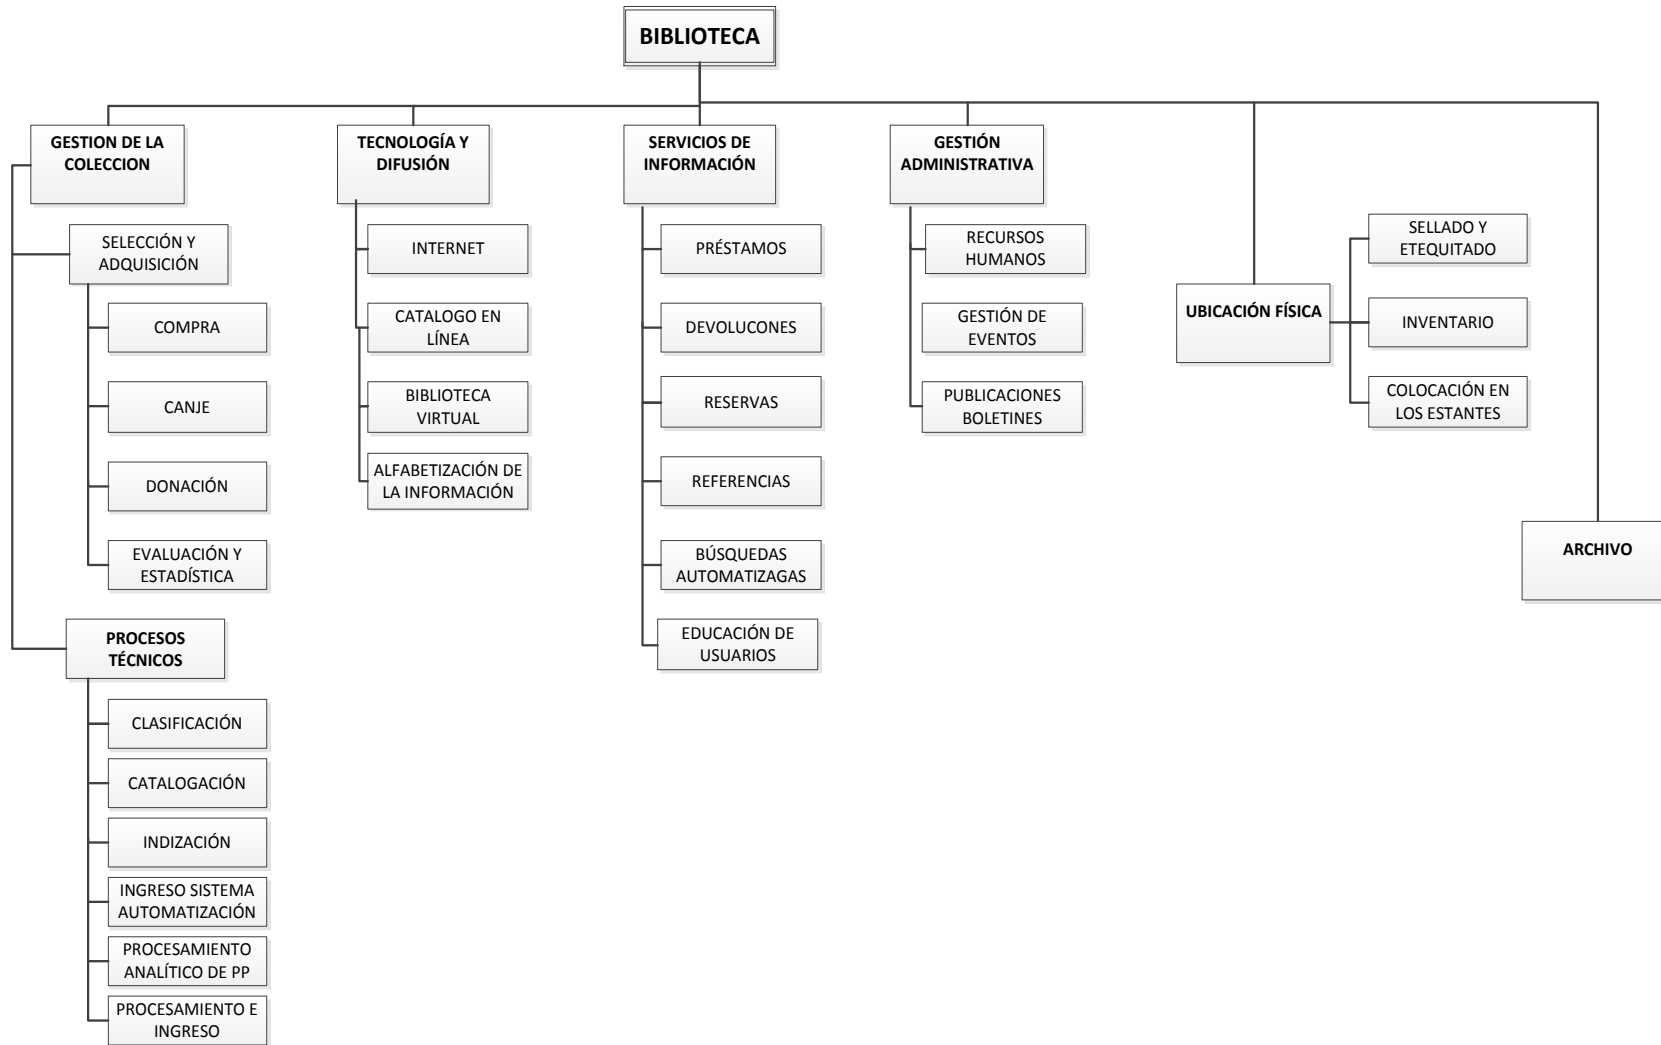 BIBLIOTECA
GESTION DE LA
COLECCION
SELECCIÓN Y
ADQUISICIÓN
COMPRA
CANJE
DONACIÓN
EVALUACIÓN Y
ESTADÍSTICA
PROCESOS
TÉCNICOS
CLASIFICACIÓN
CATALOGACIÓN
INDIZACIÓN
INGRESO SISTEMA
AUTOMATIZACIÓN
PROCESAMIENTO
ANALÍTICO DE PP
PROCESAMIENTO E
INGRESO
TECNOLOGÍA Y
DIFUSIÓN
INTERNET
CATALOGO EN
LÍNEA
BIBLIOTECA
VIRTUAL
ALFABETIZACIÓN DE
LA INFORMACIÓN
SERVICIOS DE
INFORMACIÓN
PRÉSTAMOS
DEVOLUCONES
RESERVAS
REFERENCIAS
BÚSQUEDAS
AUTOMATIZAGAS
EDUCACIÓN DE
USUARIOS
GESTIÓN
ADMINISTRATIVA
RECURSOS
HUMANOS
GESTIÓN DE
EVENTOS
PUBLICACIONES
BOLETINES
UBICACIÓN FÍSICA
SELLADO Y
ETEQUITADO
INVENTARIO
COLOCACIÓN EN
LOS ESTANTES
ARCHIVO